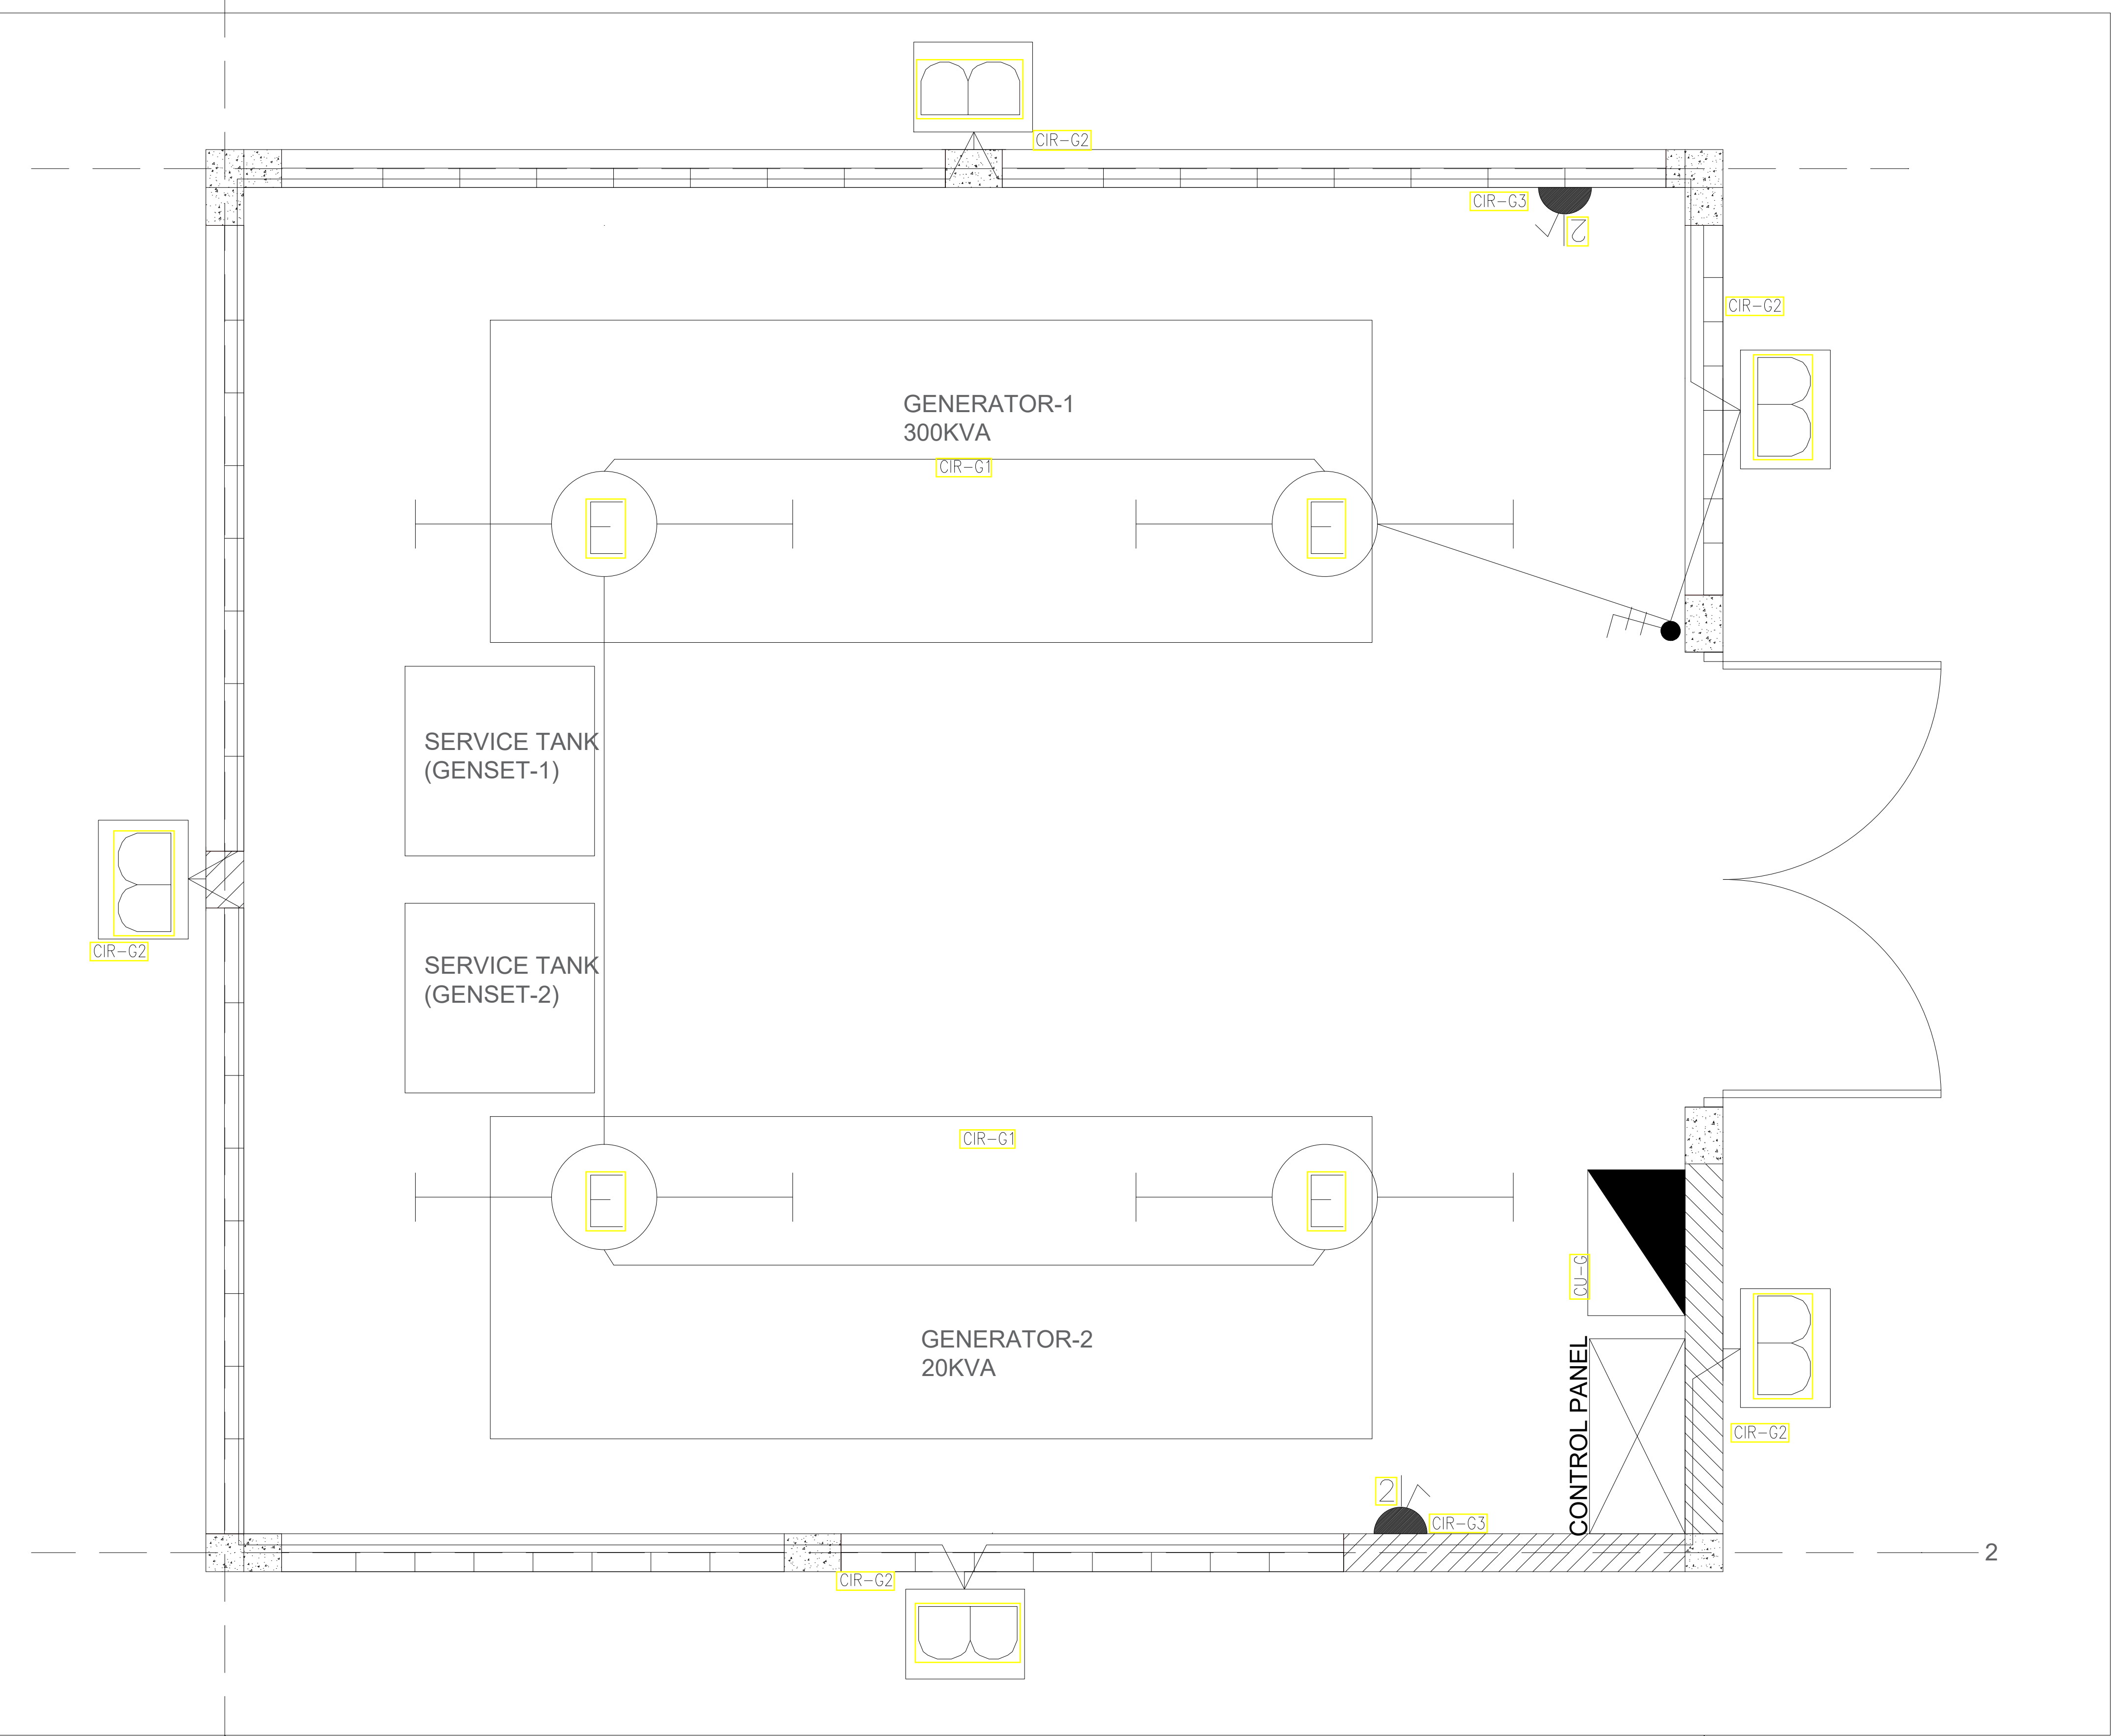 B
CIR-G2
CIR-G3
2
CIR-G2
B
GENERATOR-1
300KVA
CIR-G1
E
E
SERVICE TANK
(GENSET-1)
B
CIR-G2
SERVICE TANK
(GENSET-2)
CIR-G1
E
E
CU-G
GENERATOR-2
20KVA
CONTROL PANEL
B
CIR-G2
2
CIR-G3
2
CIR-G2
B